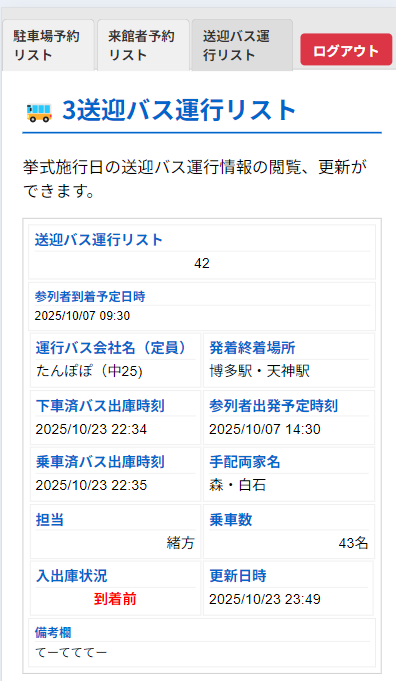 駐車場予約
リスト
来館者予約
リスト
送迎バス運
行リスト
ログアウト
3送迎バス運行リスト
挙式施行日の送迎バス運行情報の閲覧、更新が
できます。
送迎バス運行リスト
42
参列者到着予定日時
2025/10/07 09:30
運行バス会社名（定員）
たんぽぽ（中25)
発着終着場所
博多駅・天神駅
下車済バス出庫時刻
2025/10/23 22:34
参列者出発予定時刻
2025/10/07 14:30
乗車済バス出庫時刻
2025/10/23 22:35
手配両家名
森・白石
担当
緒方
乗車数
43名
入出庫状況
到着前
更新日時
2025/10/23 23:49
備考欄
てーてててー